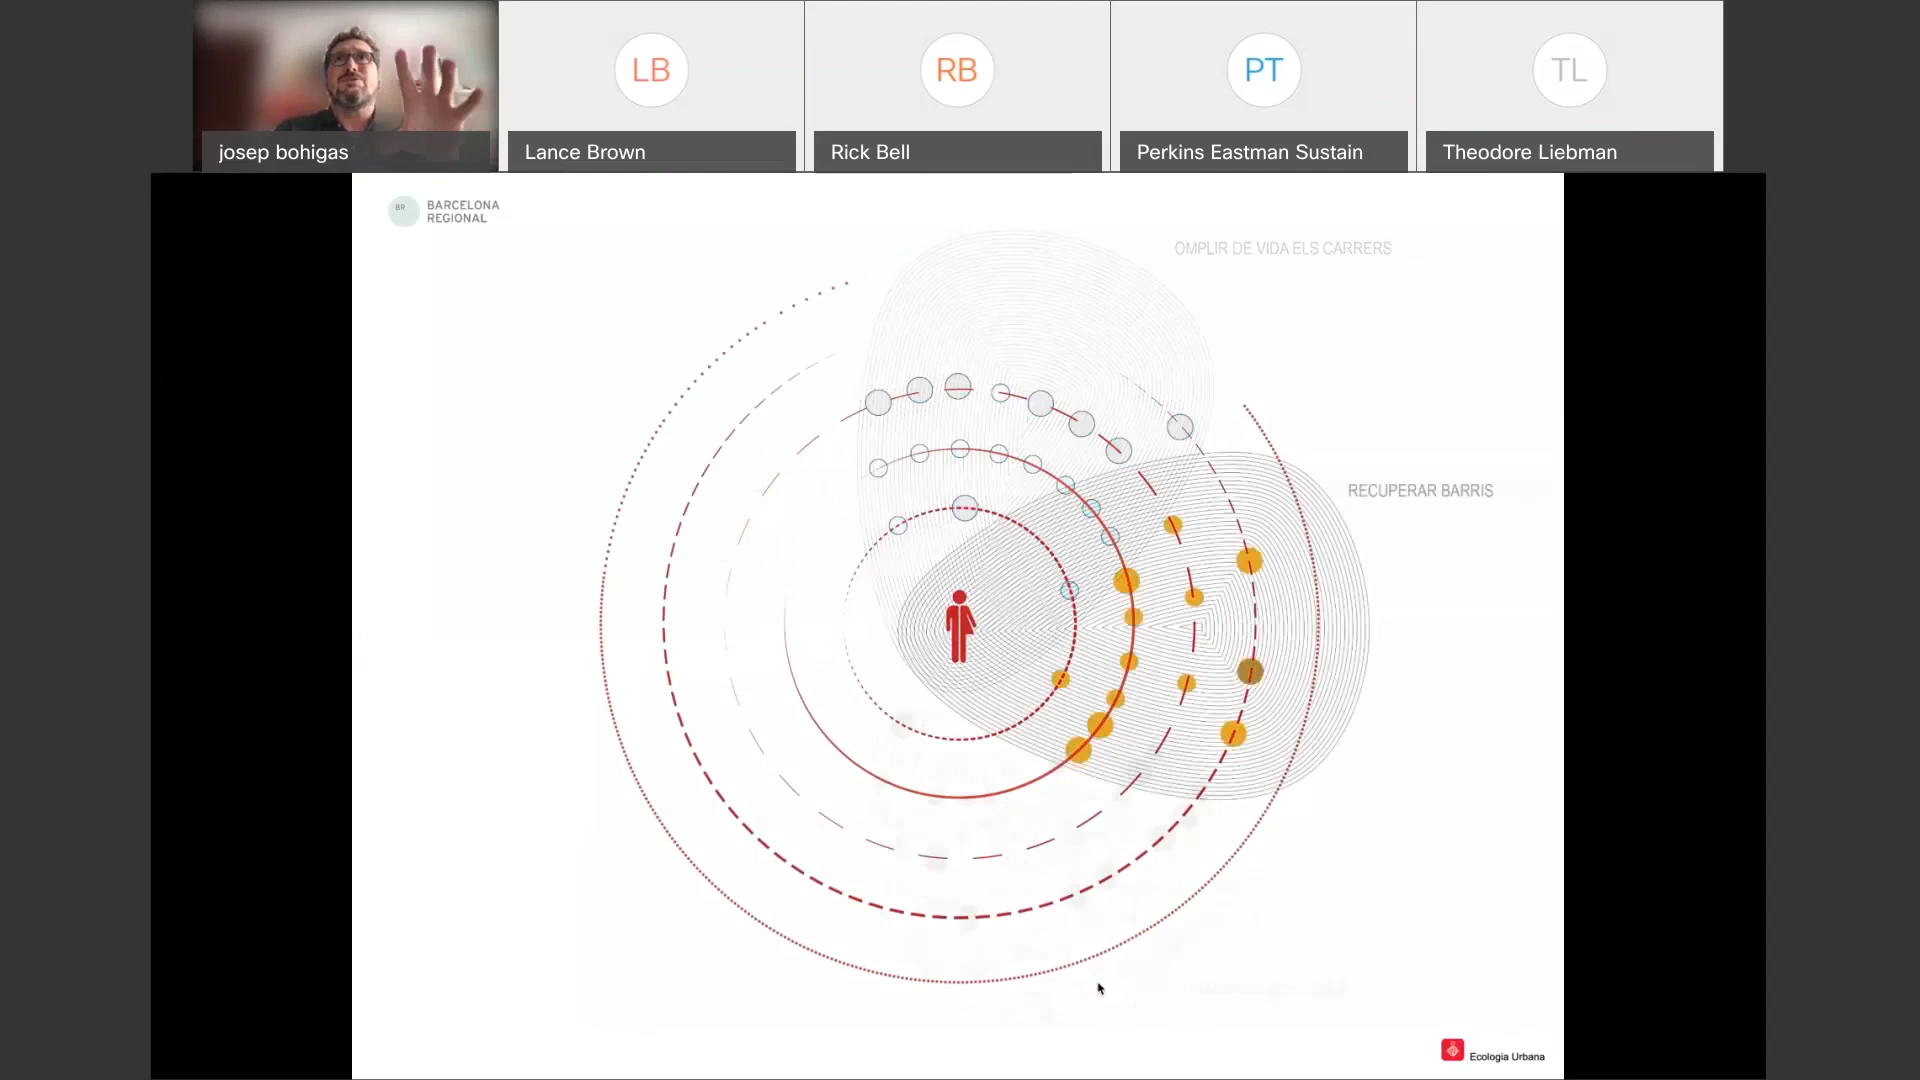 LB
RB
PT
TL
josep bohigas
Lance Brown
Rick Bell
Perkins Eastman Sustain
Theodore Liebman
BR
BARCELONA
REGIONAL
OMPLIR DE VIDA ELS CARRERS
RECUPERAR BARRIS
Ecologia Urbana